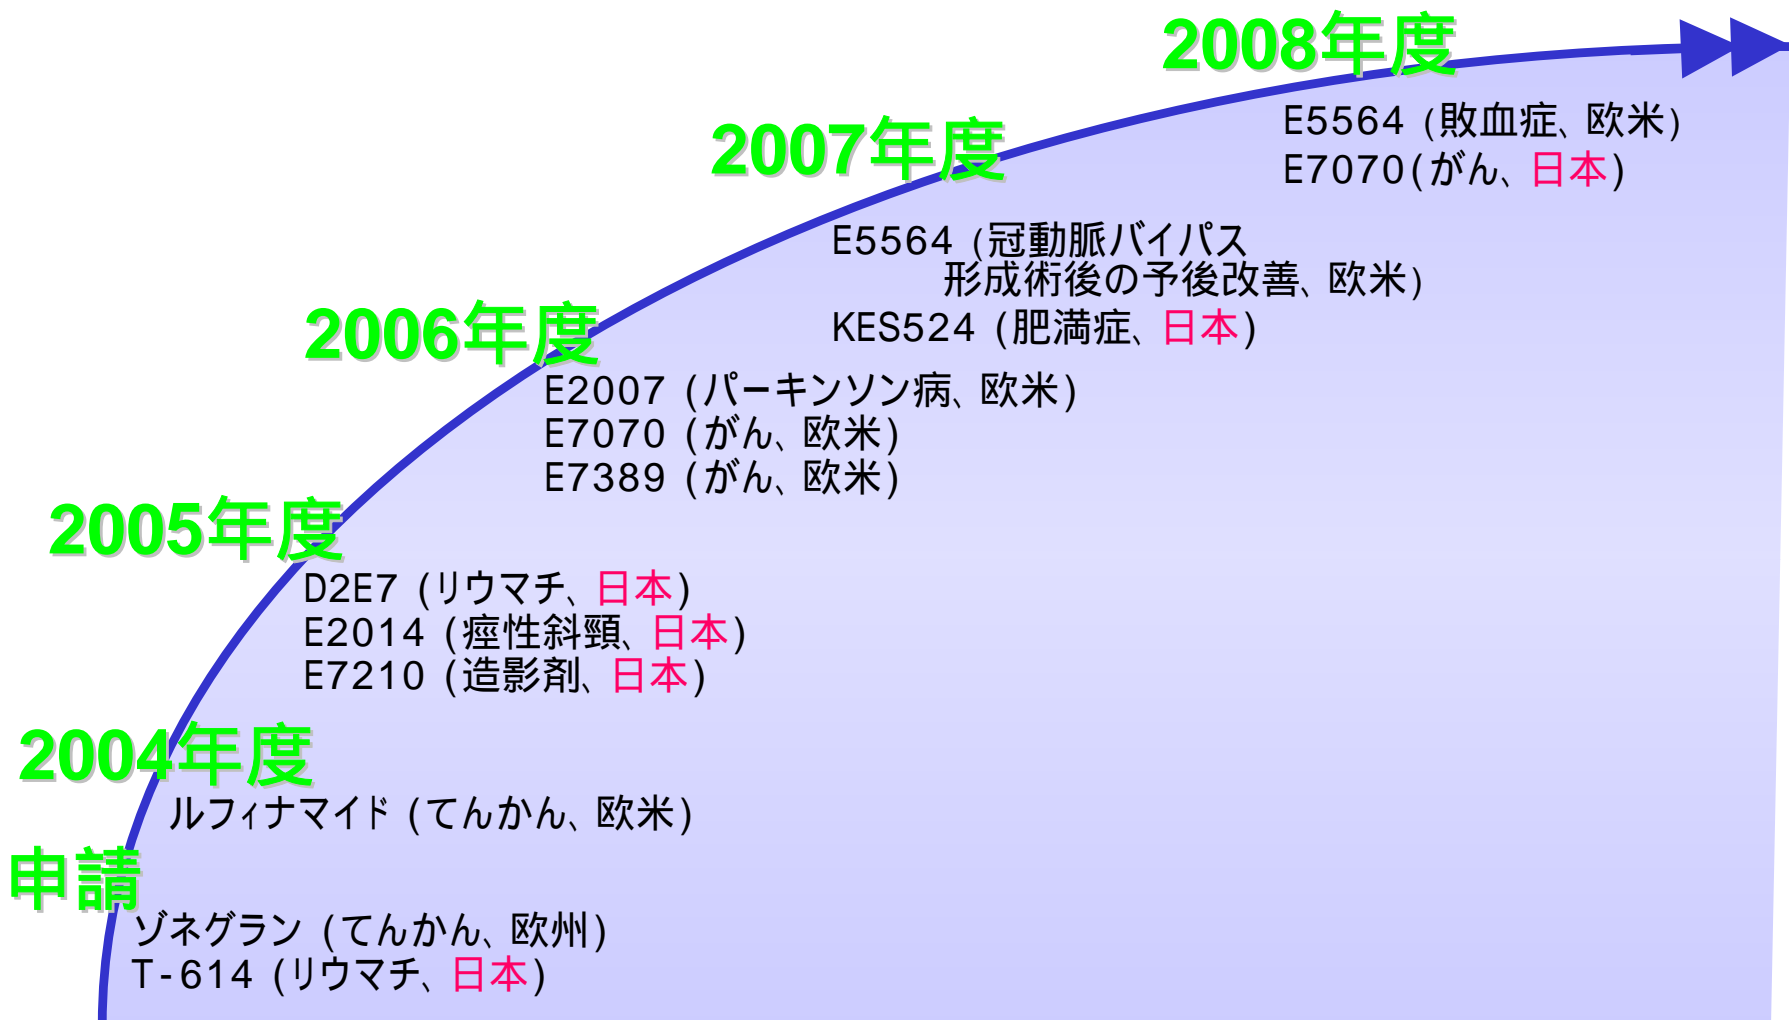 2008年度
E5564 (敗血症、欧米)
E7070(がん、日本)
2007年度
E5564 (冠動脈バイパス
形成術後の予後改善、欧米)
KES524 (肥満症、日本)
2006年度
E2007 (パーキンソン病、欧米)
E7070 (がん、欧米)
E7389 (がん、欧米)
2005年度
D2E7 (リウマチ、日本)
E2014 (痙性斜頸、日本)
E7210 (造影剤、日本)
2004年度
ルフィナマイド (てんかん、欧米)
申請
ゾネグラン (てんかん、欧州)
T-614 (リウマチ、日本)